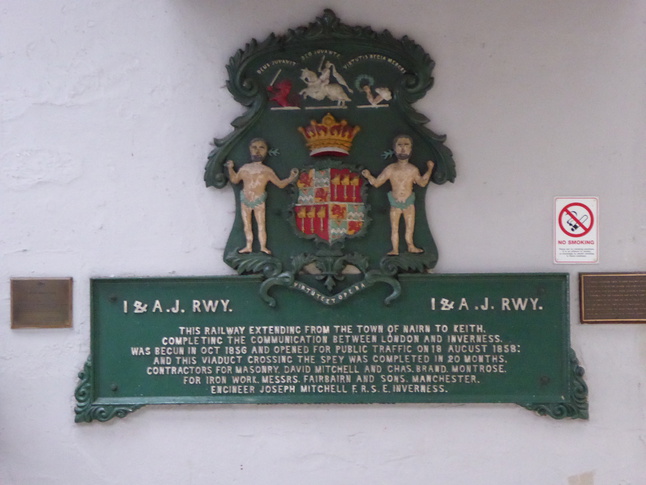 VIRTUTE ET OPERA
I & A.J. RWY. I & A.J. RWY.
THIS RAILWAY EXTENDING FROM THE TOWN OF NAIRN TO KEITH.
COMPLETING THE COMMUNICATION BETWEEN LONDON AND INVERNESS.
WAS BEGUN IN OCT 1856 AND OPENED FOR PUBLIC TRAFFIC ON 18 AUGUST 1858:
AND THIS VIADUCT CROSSING THE SPEY WAS COMPLETED IN 20 MONTHS.
CONTRACTORS FOR MASONRY. DAVID MITCHELL AND CHAS. BRAND. MONTROSE.
FOR IRON WORK. MESSRS. FAIRBAIRN AND SONS. MANCHESTER.
ENGINEER JOSEPH MITCHELL F.R.S.E. INVERNESS.
NO SMOKING